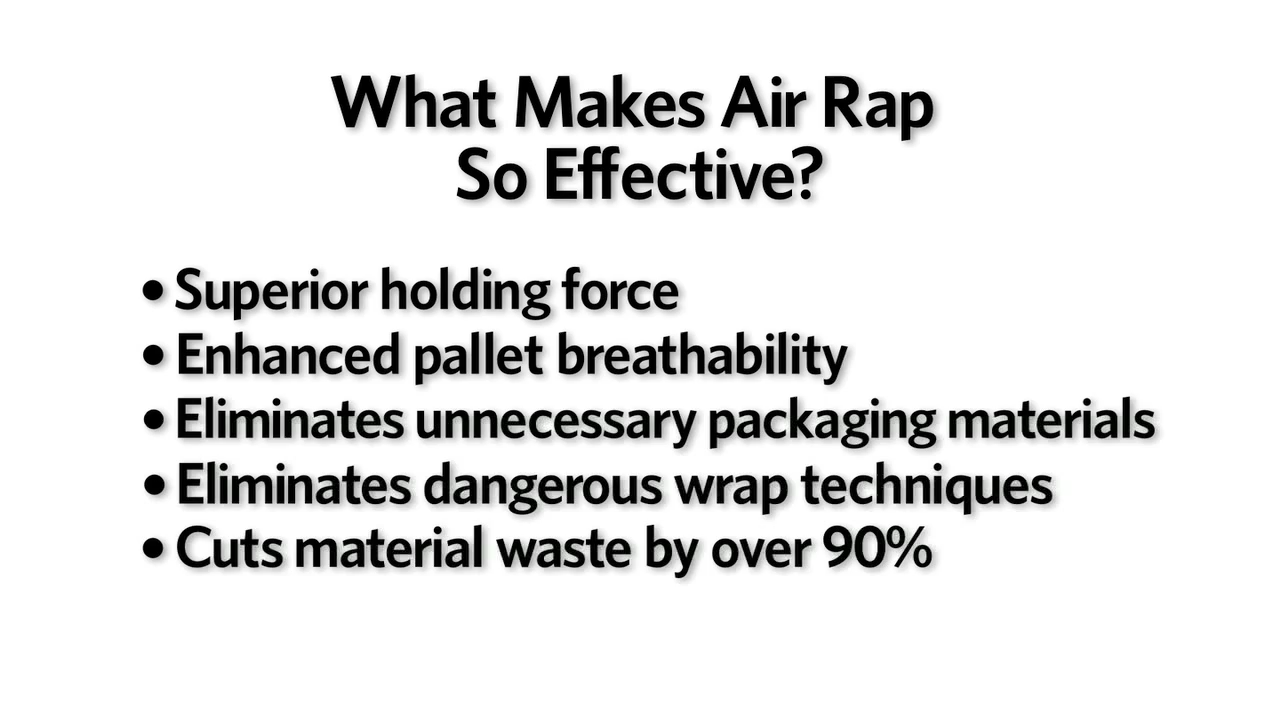 What Makes Air Rap
So Effective?
• Superior holding force
• Enhanced pallet breathability
• Eliminates unnecessary packaging materials
• Eliminates dangerous wrap techniques
• Cuts material waste by over 90%